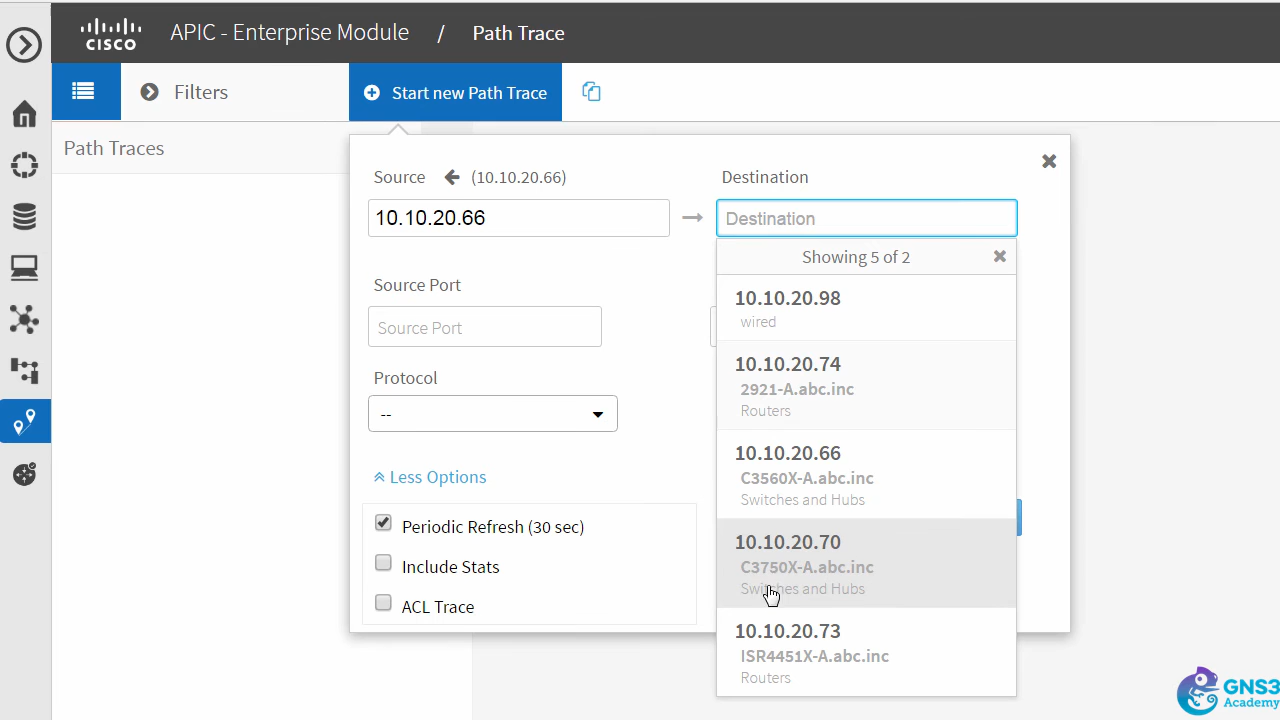 CISCO
APIC - Enterprise Module / Path Trace
Filters
Start new Path Trace
Path Traces
Source (10.10.20.66)
Destination
10.10.20.66
Destination
Showing 5 of 2
10.10.20.98
wired
10.10.20.74
2921-A.abc.inc
Routers
10.10.20.66
C3560X-A.abc.inc
Switches and Hubs
10.10.20.70
C3750X-A.abc.inc
Switches and Hubs
10.10.20.73
ISR4451X-A.abc.inc
Routers
Source Port
Source Port
Protocol
--
Less Options
Periodic Refresh (30 sec)
Include Stats
ACL Trace
GNS3
Academy